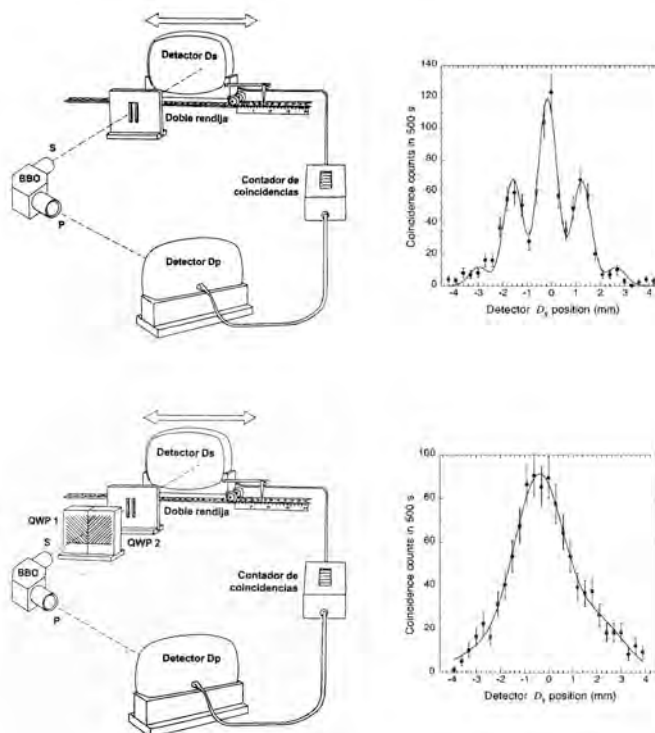 Detector Ds
Doble rendija
S
BBO
P
Contador de
coincidencias
Detector Dp
140
120
100
80
60
40
20
0
Coincidence counts in 500 s
-4 -3 -2 -1 0 1 2 3 4
Detector Ds position (mm)
Detector Ds
Doble rendija
QWP 1
QWP 2
S
BBO
P
Contador de
coincidencias
Detector Dp
100
80
60
40
20
0
Coincidence counts in 500 s
-4 -3 -2 -1 0 1 2 3 4
Detector Ds position (mm)